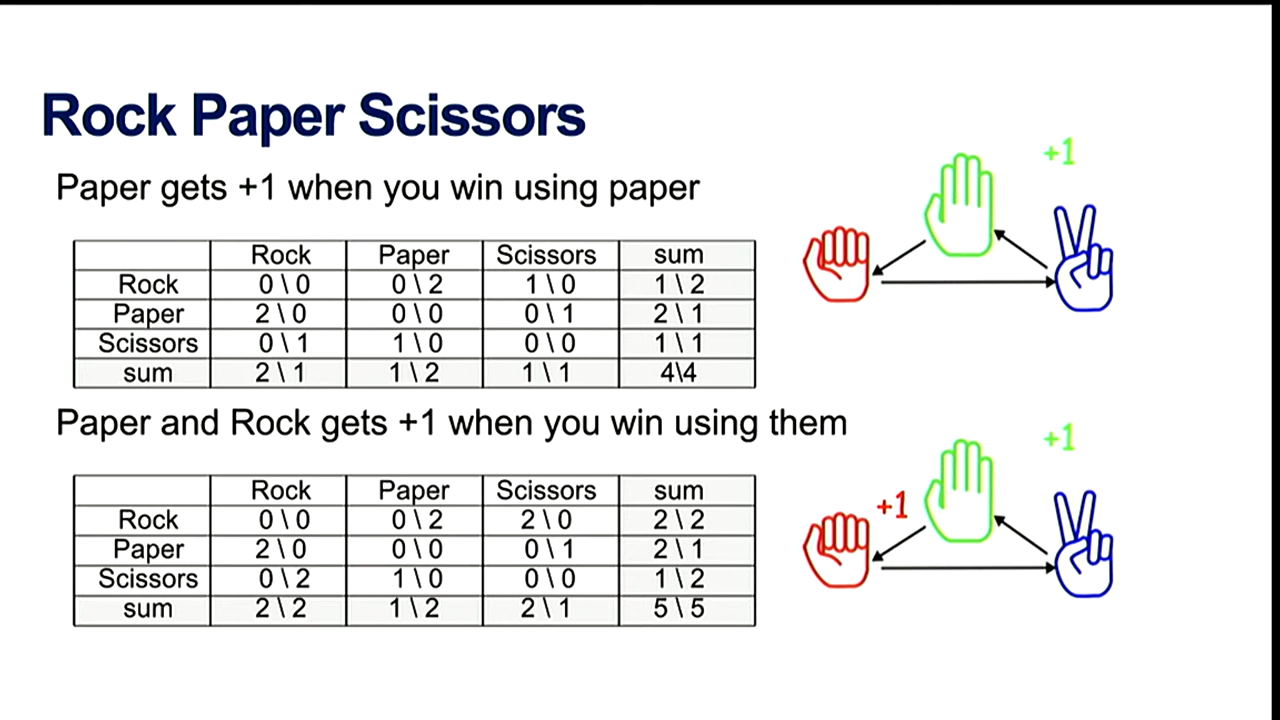 Rock Paper Scissors
+1
Paper gets +1 when you win using paper
Rock Paper Scissors sum
Rock 0 \ 0 0 \ 2 1 \ 0 1 \ 2
Paper 2 \ 0 0 \ 0 0 \ 1 2 \ 1
Scissors 0 \ 1 1 \ 0 0 \ 0 1 \ 1
sum 2 \ 1 1 \ 2 1 \ 1 4\4
Paper and Rock gets +1 when you win using them
+1
+1
Rock Paper Scissors sum
Rock 0 \ 0 0 \ 2 2 \ 0 2 \ 2
Paper 2 \ 0 0 \ 0 0 \ 1 2 \ 1
Scissors 0 \ 2 1 \ 0 0 \ 0 1 \ 2
sum 2 \ 2 1 \ 2 2 \ 1 5 \ 5